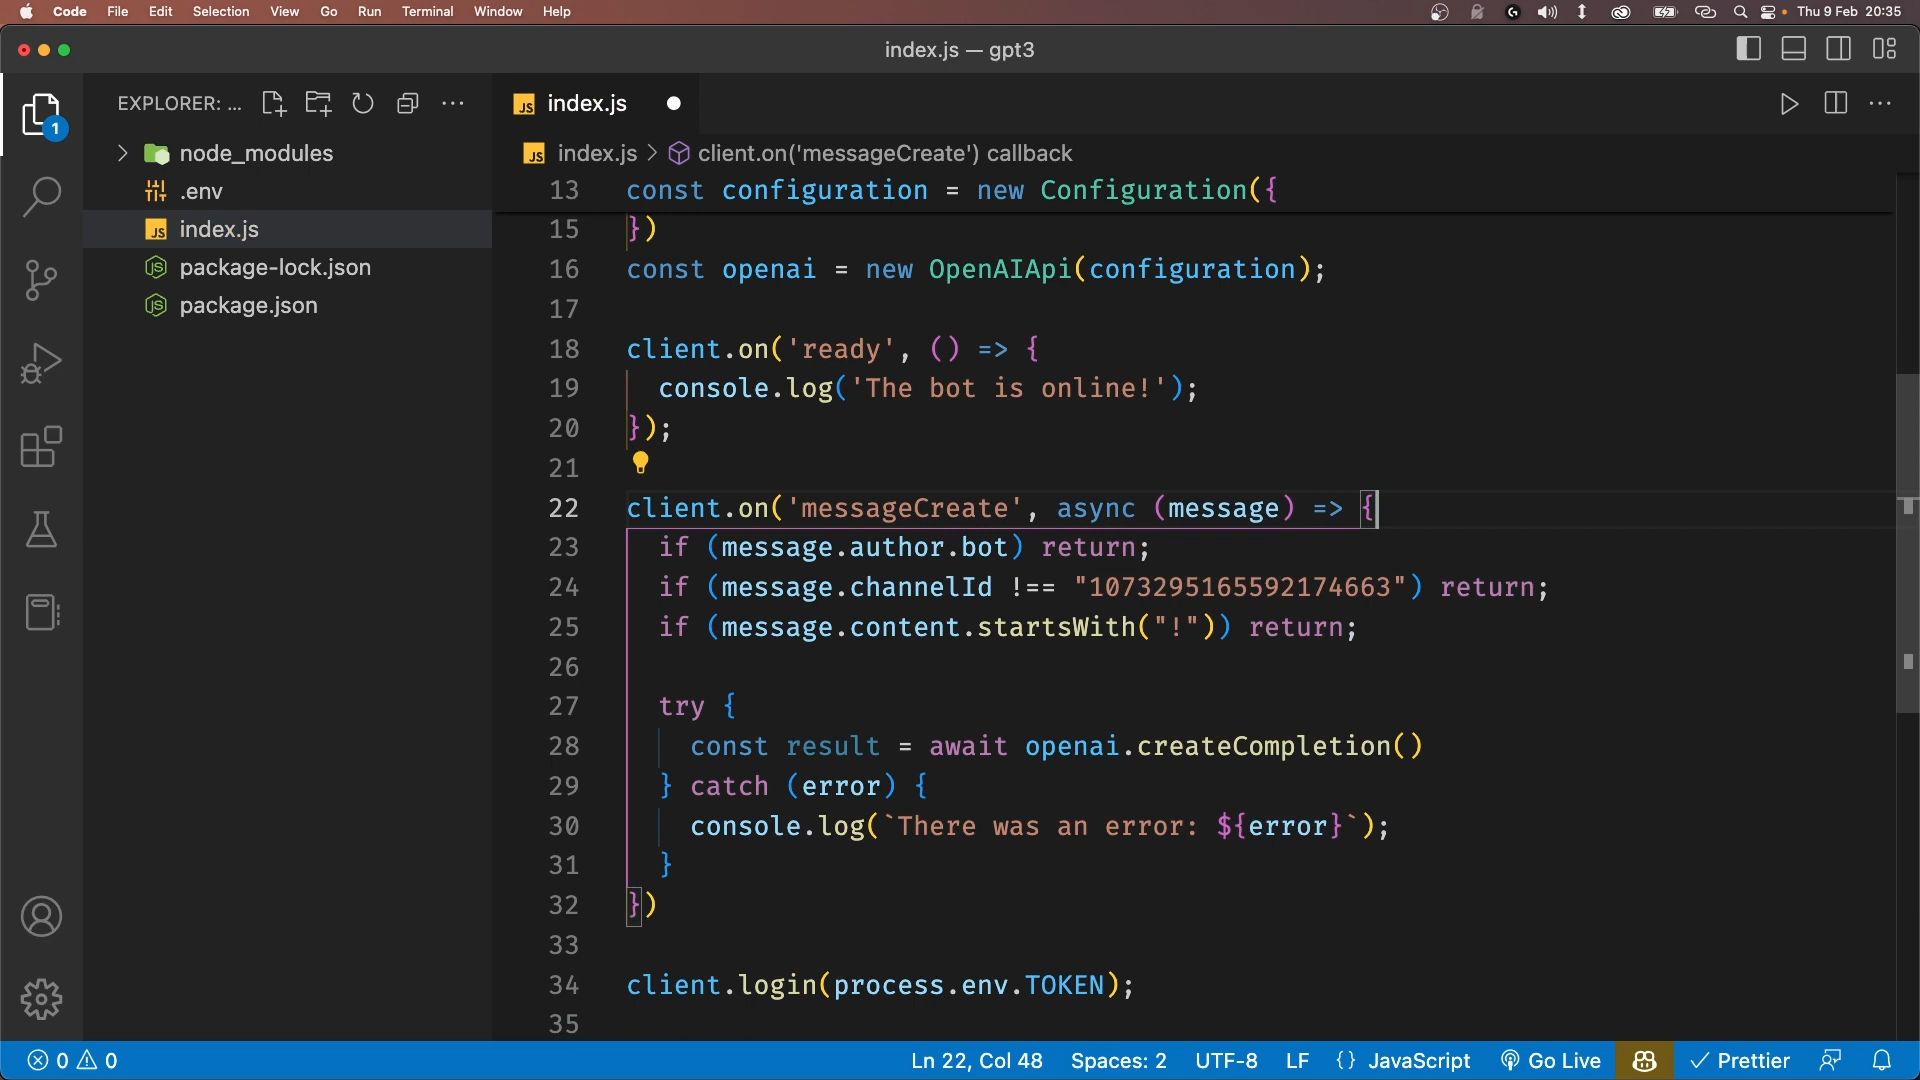 Code File Edit Selection View Go Run Terminal Window Help Thu 9 Feb 20:35
index.js — gpt3
EXPLORER: ...
1
node_modules
.env
JS index.js
package-lock.json
package.json
JS index.js
JS index.js > client.on('messageCreate') callback
13 const configuration = new Configuration({
15 })
16 const openai = new OpenAIApi(configuration);
17
18 client.on('ready', () => {
19 console.log('The bot is online!');
20 });
21
22 client.on('messageCreate', async (message) => {
23 if (message.author.bot) return;
24 if (message.channelId !== "1073295165592174663") return;
25 if (message.content.startsWith("!")) return;
26
27 try {
28 const result = await openai.createCompletion()
29 } catch (error) {
30 console.log(`There was an error: ${error}`);
31 }
32 })
33
34 client.login(process.env.TOKEN);
35
0 0 Ln 22, Col 48 Spaces: 2 UTF-8 LF {} JavaScript Go Live Prettier